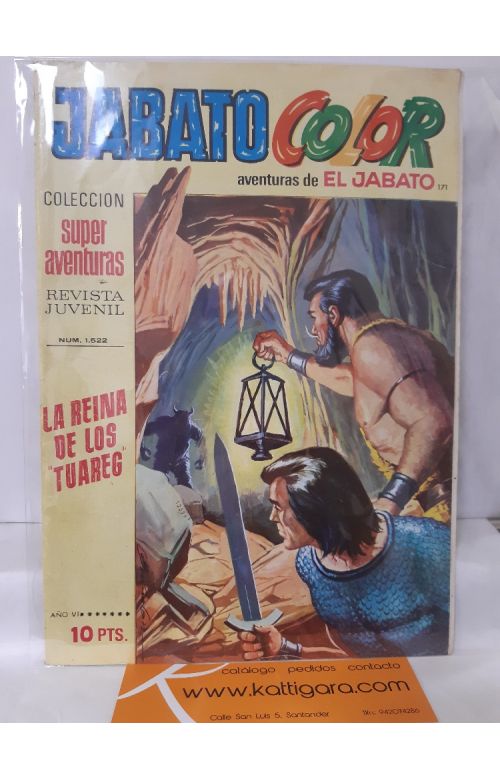 JABATO COLOR
aventuras de EL JABATO 171
COLECCION
super
aventuras
REVISTA
JUVENIL
NUM. 1.522
LA REINA
DE LOS
"TUAREG"
AÑO VI
10 PTS.
catálogo pedidos contacto
www.kattigara.com
Calle San Luis 5, Santander